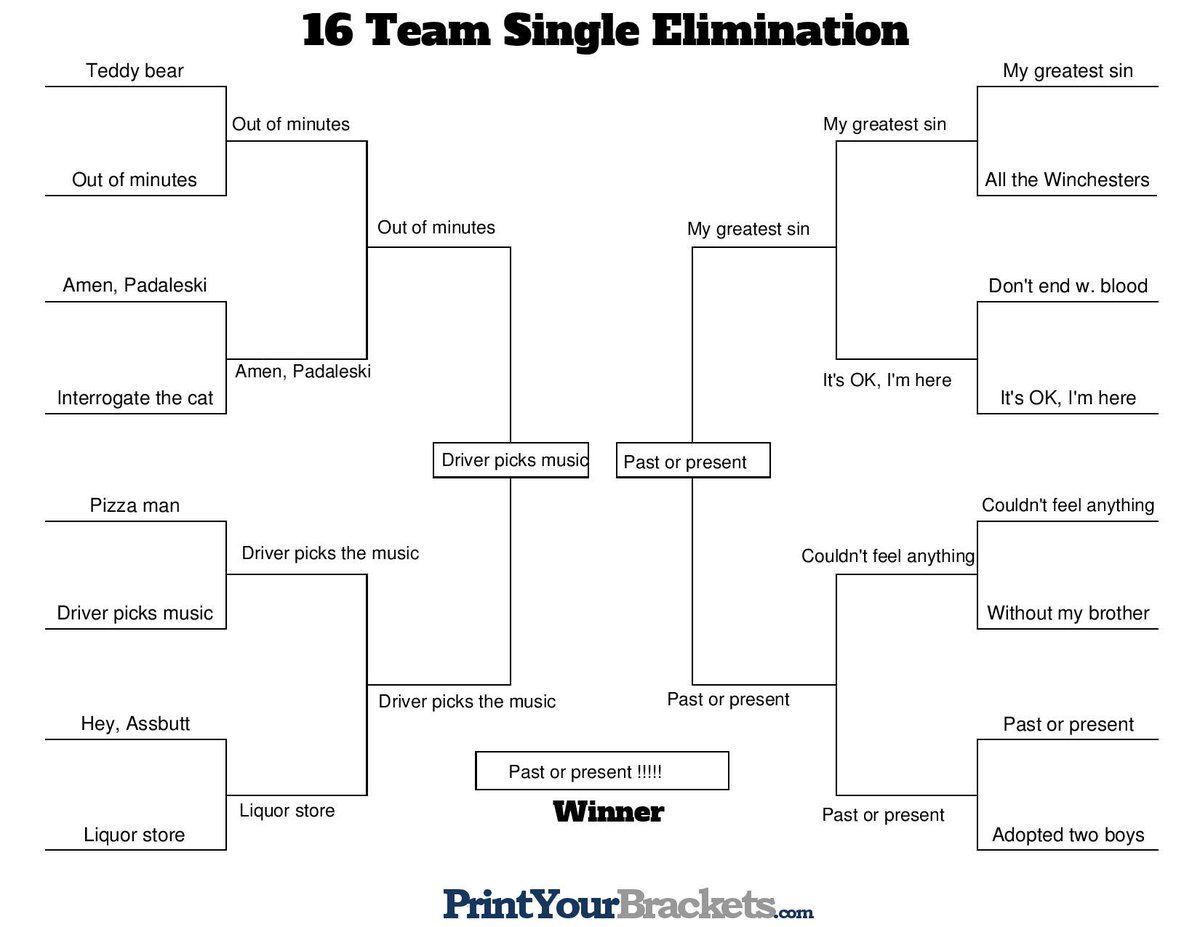 16 Team Single Elimination
Teddy bear
Out of minutes
Out of minutes
Out of minutes
Amen, Padaleski
Amen, Padaleski
Interrogate the cat
Driver picks music
Pizza man
Driver picks the music
Driver picks music
Driver picks the music
Hey, Assbutt
Liquor store
Liquor store
My greatest sin
My greatest sin
All the Winchesters
My greatest sin
Don't end w. blood
It's OK, I'm here
It's OK, I'm here
Past or present
Couldn't feel anything
Couldn't feel anything
Without my brother
Past or present
Past or present
Past or present
Adopted two boys
Past or present !!!!!
Winner
PrintYourBrackets.com